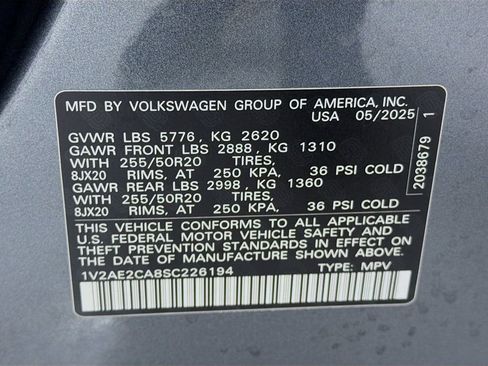 MFD BY VOLKSWAGEN GROUP OF AMERICA, INC.
USA 05/2025
GVWR LBS 5776 , KG 2620
GAWR FRONT LBS 2888 , KG 1310
WITH 255/50R20 TIRES,
8JX20 RIMS, AT 250 KPA, 36 PSI COLD
GAWR REAR LBS 2998 , KG 1360
WITH 255/50R20 TIRES,
8JX20 RIMS, AT 250 KPA, 36 PSI COLD
THIS VEHICLE CONFORMS TO ALL APPLICABLE
U.S. FEDERAL MOTOR VEHICLE SAFETY AND
THEFT PREVENTION STANDARDS IN EFFECT ON
THE DATE OF MANUFACTURE SHOWN ABOVE.
1V2AE2CA8SC226194 TYPE: MPV
2038679 1